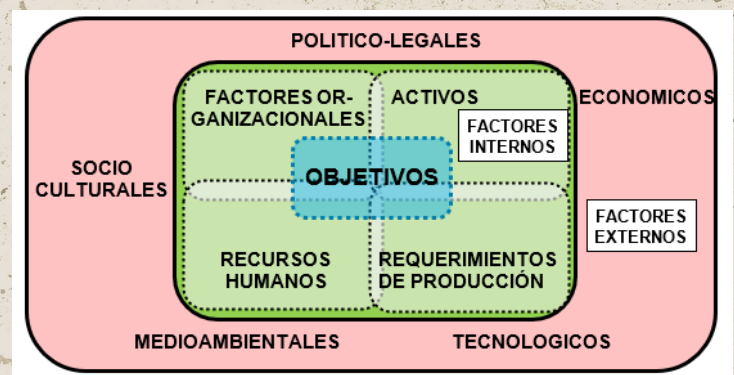 POLITICO-LEGALES
FACTORES OR-
GANIZACIONALES
ACTIVOS
ECONOMICOS
FACTORES
INTERNOS
SOCIO
CULTURALES
OBJETIVOS
FACTORES
EXTERNOS
RECURSOS
HUMANOS
REQUERIMIENTOS
DE PRODUCCIÓN
MEDIOAMBIENTALES
TECNOLOGICOS